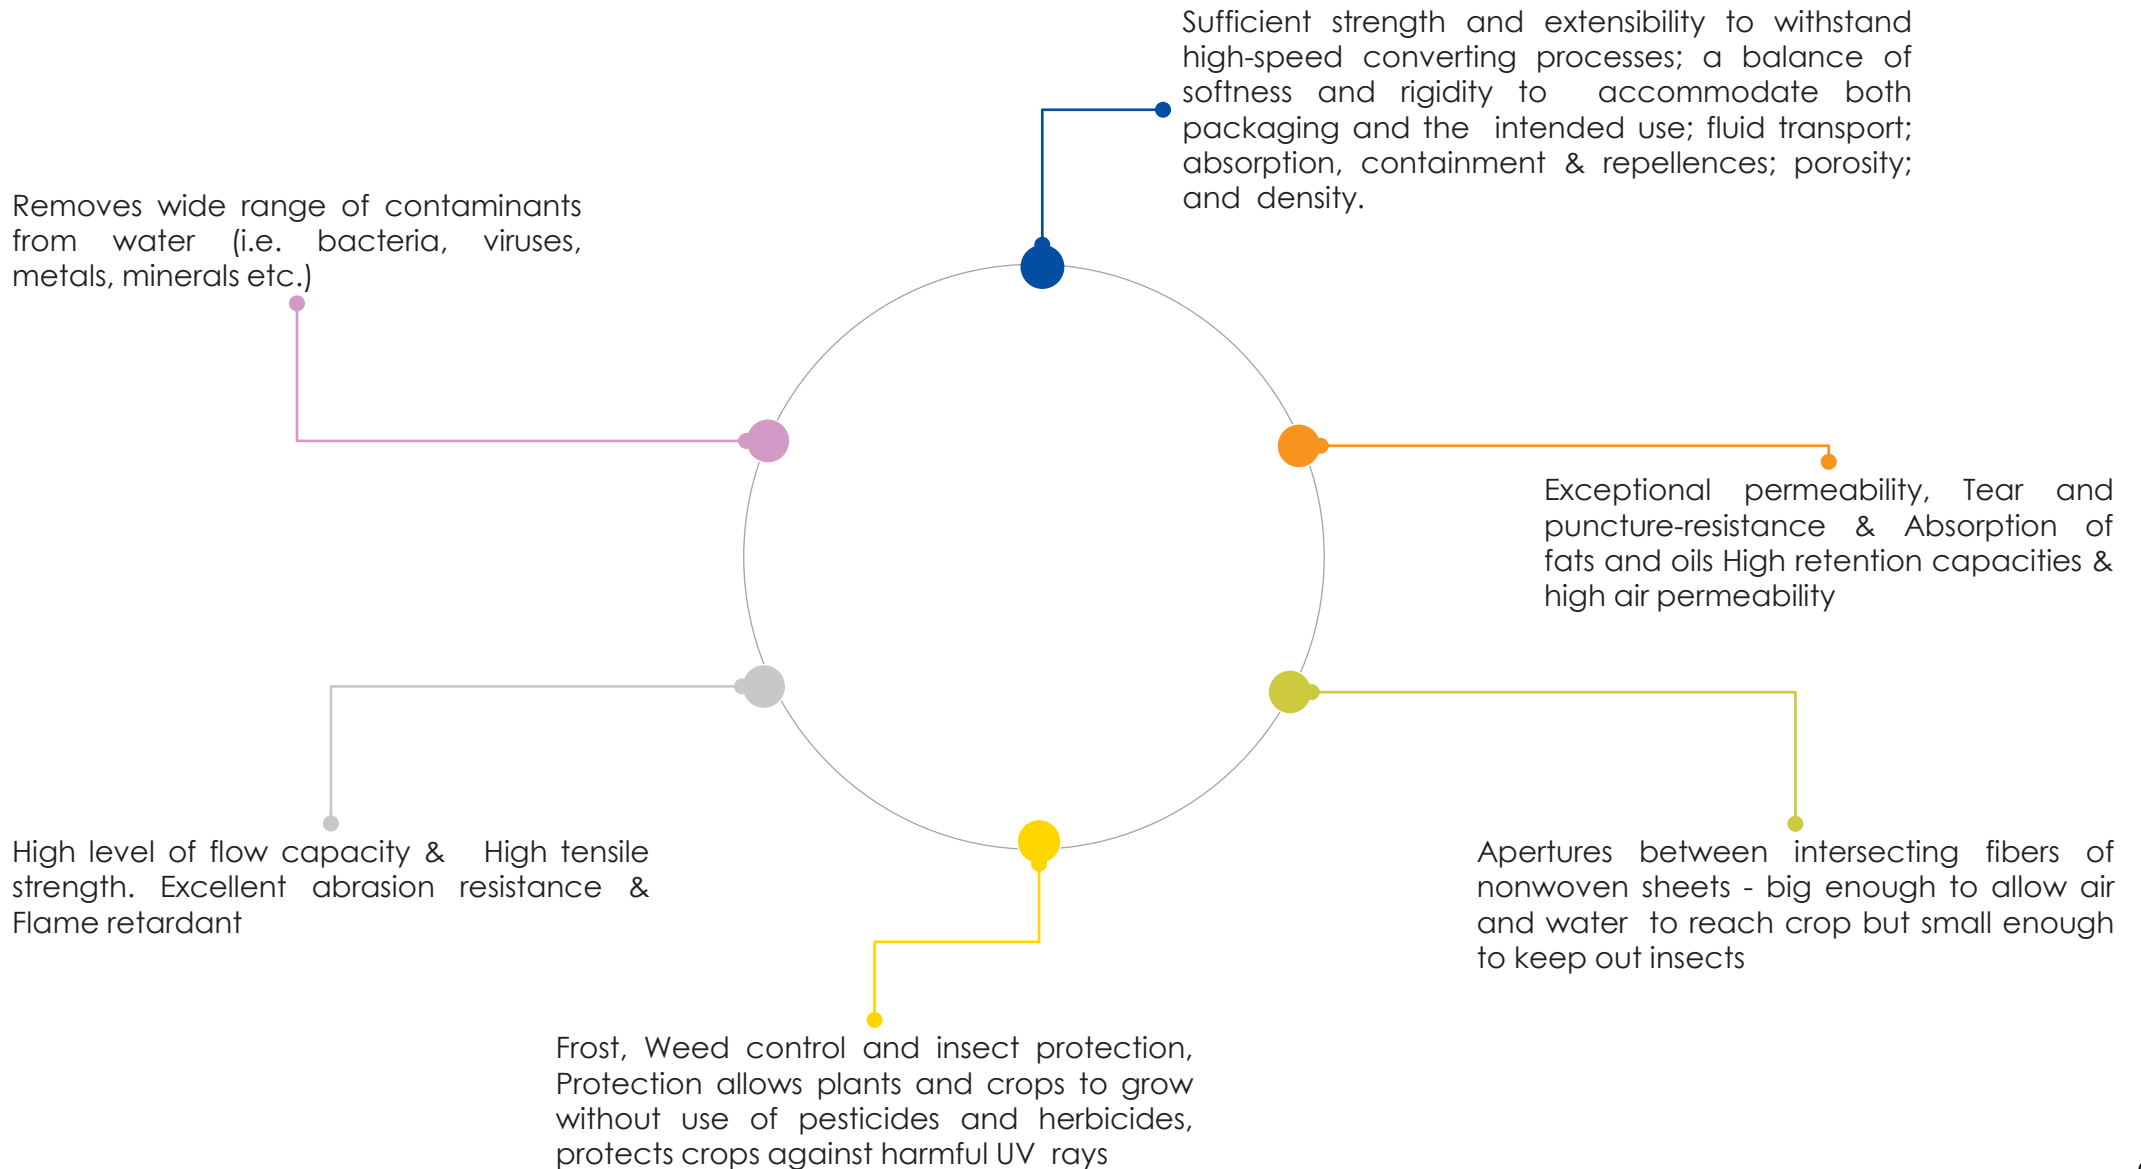 Sufficient strength and extensibility to withstand
high-speed converting processes; a balance of
softness and rigidity to accommodate both
packaging and the intended use; fluid transport;
absorption, containment & repellences; porosity;
and density.
Removes wide range of contaminants
from water (i.e. bacteria, viruses,
metals, minerals etc.)
Exceptional permeability, Tear and
puncture-resistance & Absorption of
fats and oils High retention capacities &
high air permeability
High level of flow capacity & High tensile
strength. Excellent abrasion resistance &
Flame retardant
Apertures between intersecting fibers of
nonwoven sheets - big enough to allow air
and water to reach crop but small enough
to keep out insects
Frost, Weed control and insect protection,
Protection allows plants and crops to grow
without use of pesticides and herbicides,
protects crops against harmful UV rays